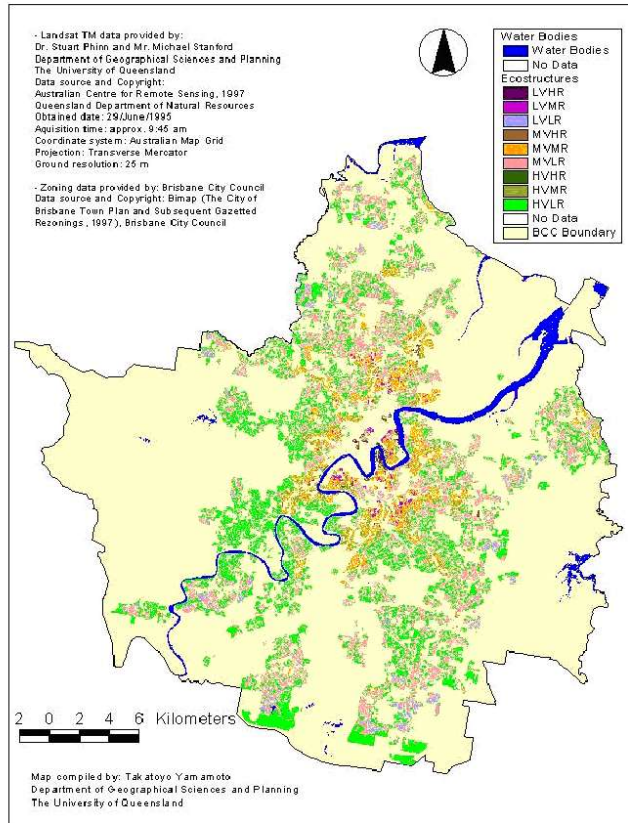 - Landsat TM data provided by:
Dr. Stuart Phinn and Mr. Michael Stanford
Department of Geographical Sciences and Planning
The University of Queensland
Data source and Copyright:
Australian Centre for Remote Sensing, 1997
Queensland Department of Natural Resources
Obtained date: 29/June/1995
Aquisition time: approx. 9:45 am
Coordinate system: Australian Map Grid
Projection: Transverse Mercator
Ground resolution: 25 m
- Zoning data provided by: Brisbane City Council
Data source and Copyright: Bimap (The City of
Brisbane Town Plan and Subsequent Gazetted
Rezonings, 1997), Brisbane City Council
Water Bodies
Water Bodies
No Data
Ecostructures
LVHR
LVMR
LVLR
MVHR
MVMR
MVLR
HVHR
HVMR
HVLR
No Data
BCC Boundary
2 0 2 4 6 Kilometers
Map compiled by: Takatoyo Yamamoto
Department of Geographical Sciences and Planning
The University of Queensland